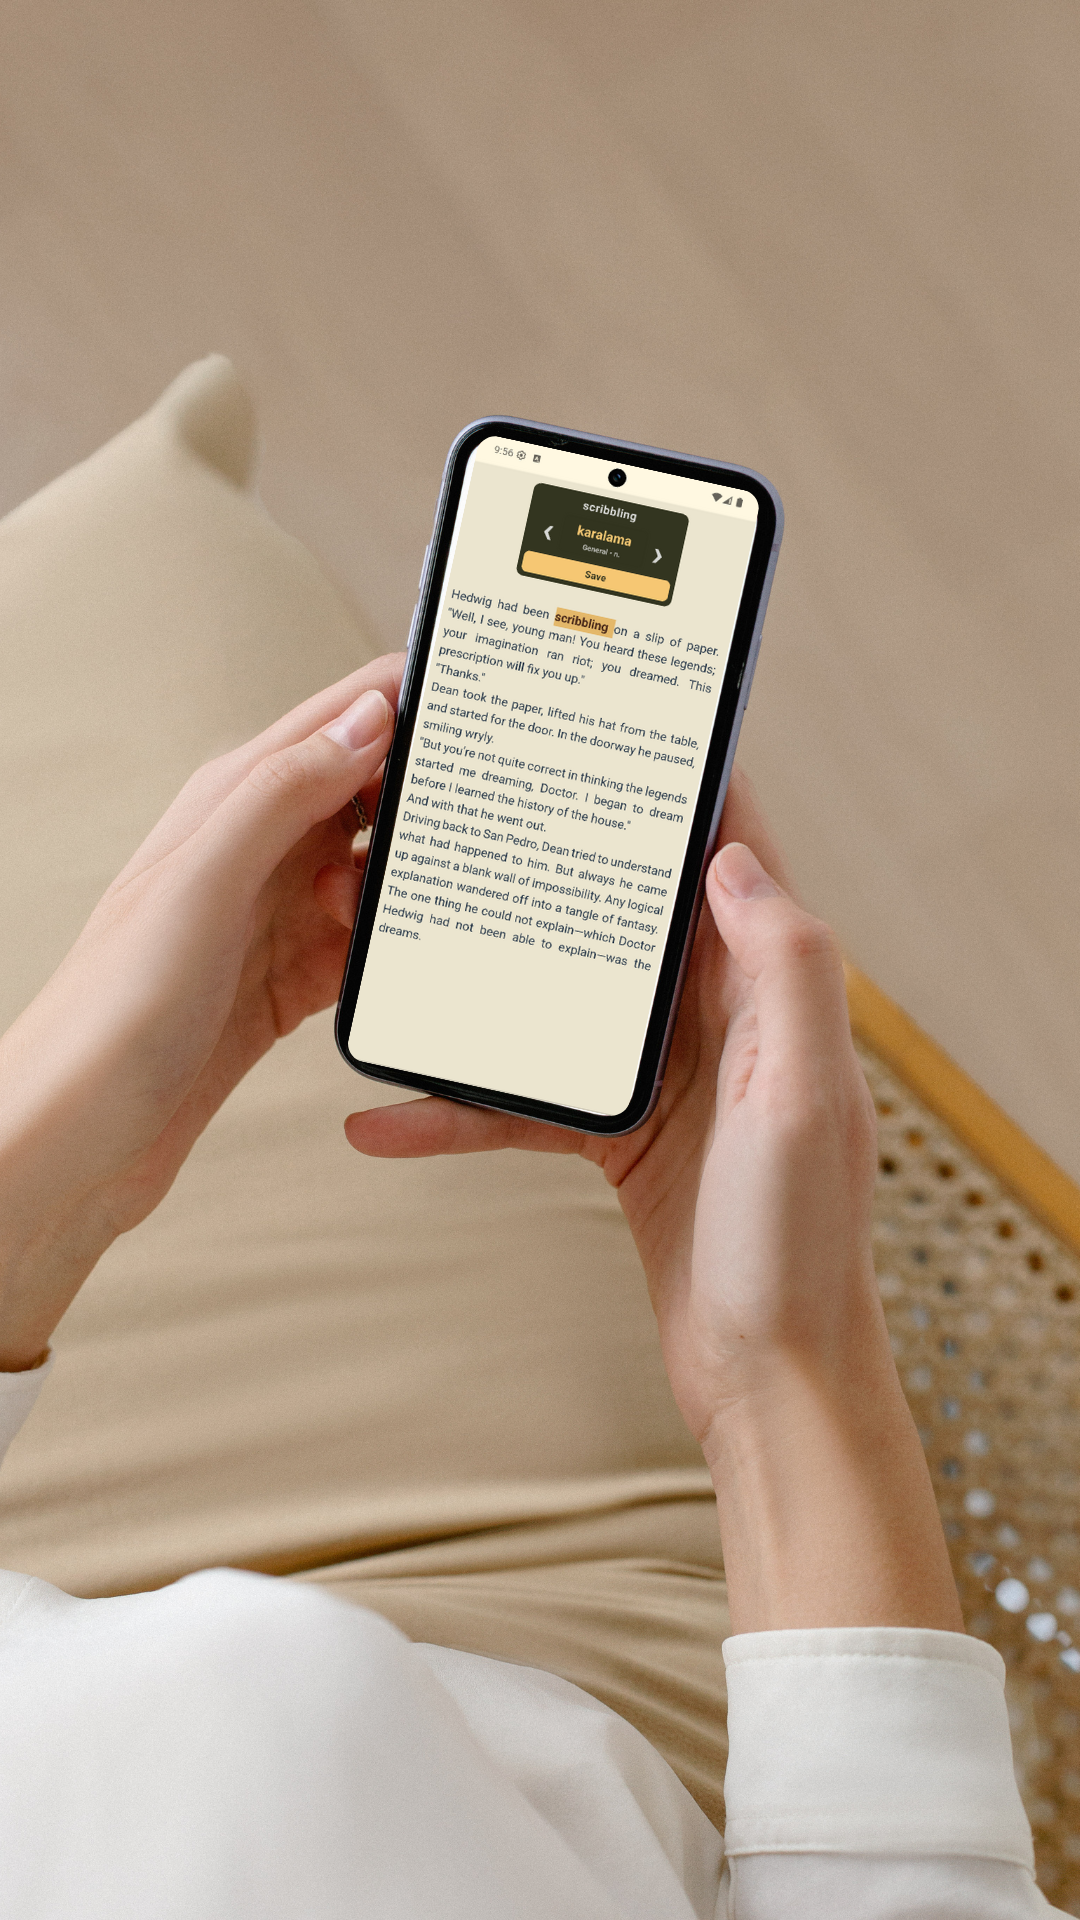 9:56
scribbling
karalama
General • n.
Save
Hedwig had been scribbling on a slip of paper.
"Well, I see, young man! You heard these legends;
your imagination ran riot; you dreamed. This
prescription will fix you up."
"Thanks."
Dean took the paper, lifted his hat from the table,
and started for the door. In the doorway he paused,
smiling wryly.
"But you're not quite correct in thinking the legends
started me dreaming, Doctor. I began to dream
before I learned the history of the house."
And with that he went out.
Driving back to San Pedro, Dean tried to understand
what had happened to him. But always he came
up against a blank wall of impossibility. Any logical
explanation wandered off into a tangle of fantasy.
The one thing he could not explain—which Doctor
Hedwig had not been able to explain—was the
dreams.